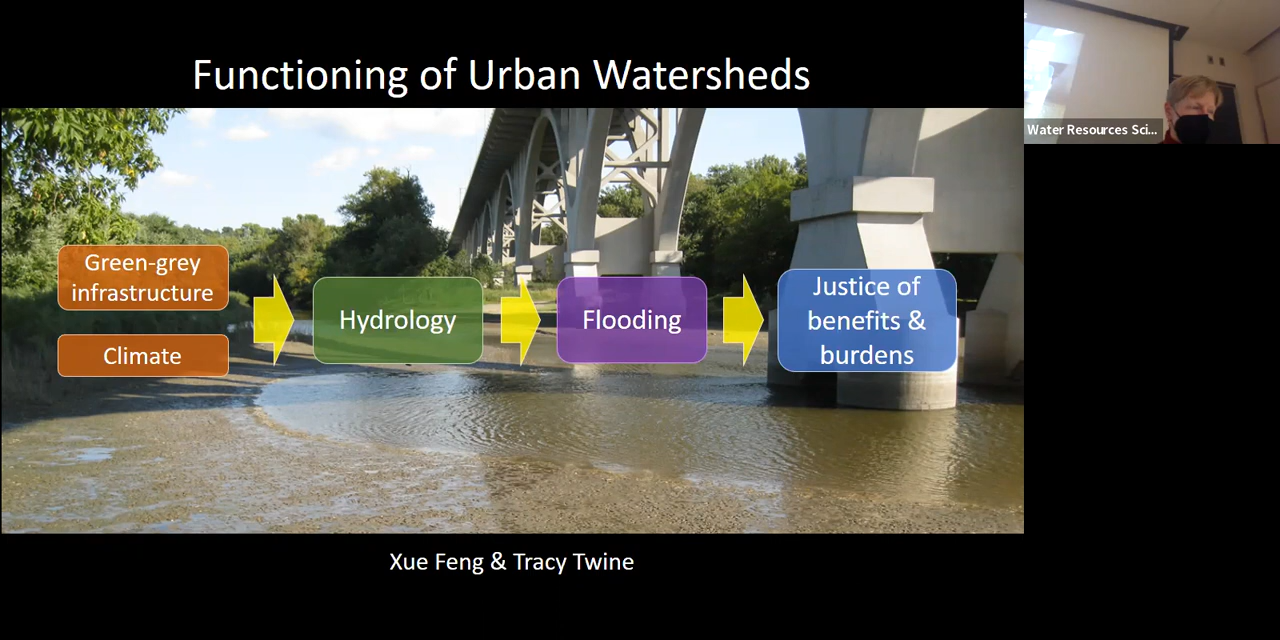 Functioning of Urban Watersheds
Water Resources Sci...
Green-grey
infrastructure
Climate
Hydrology
Flooding
Justice of
benefits &
burdens
Xue Feng & Tracy Twine